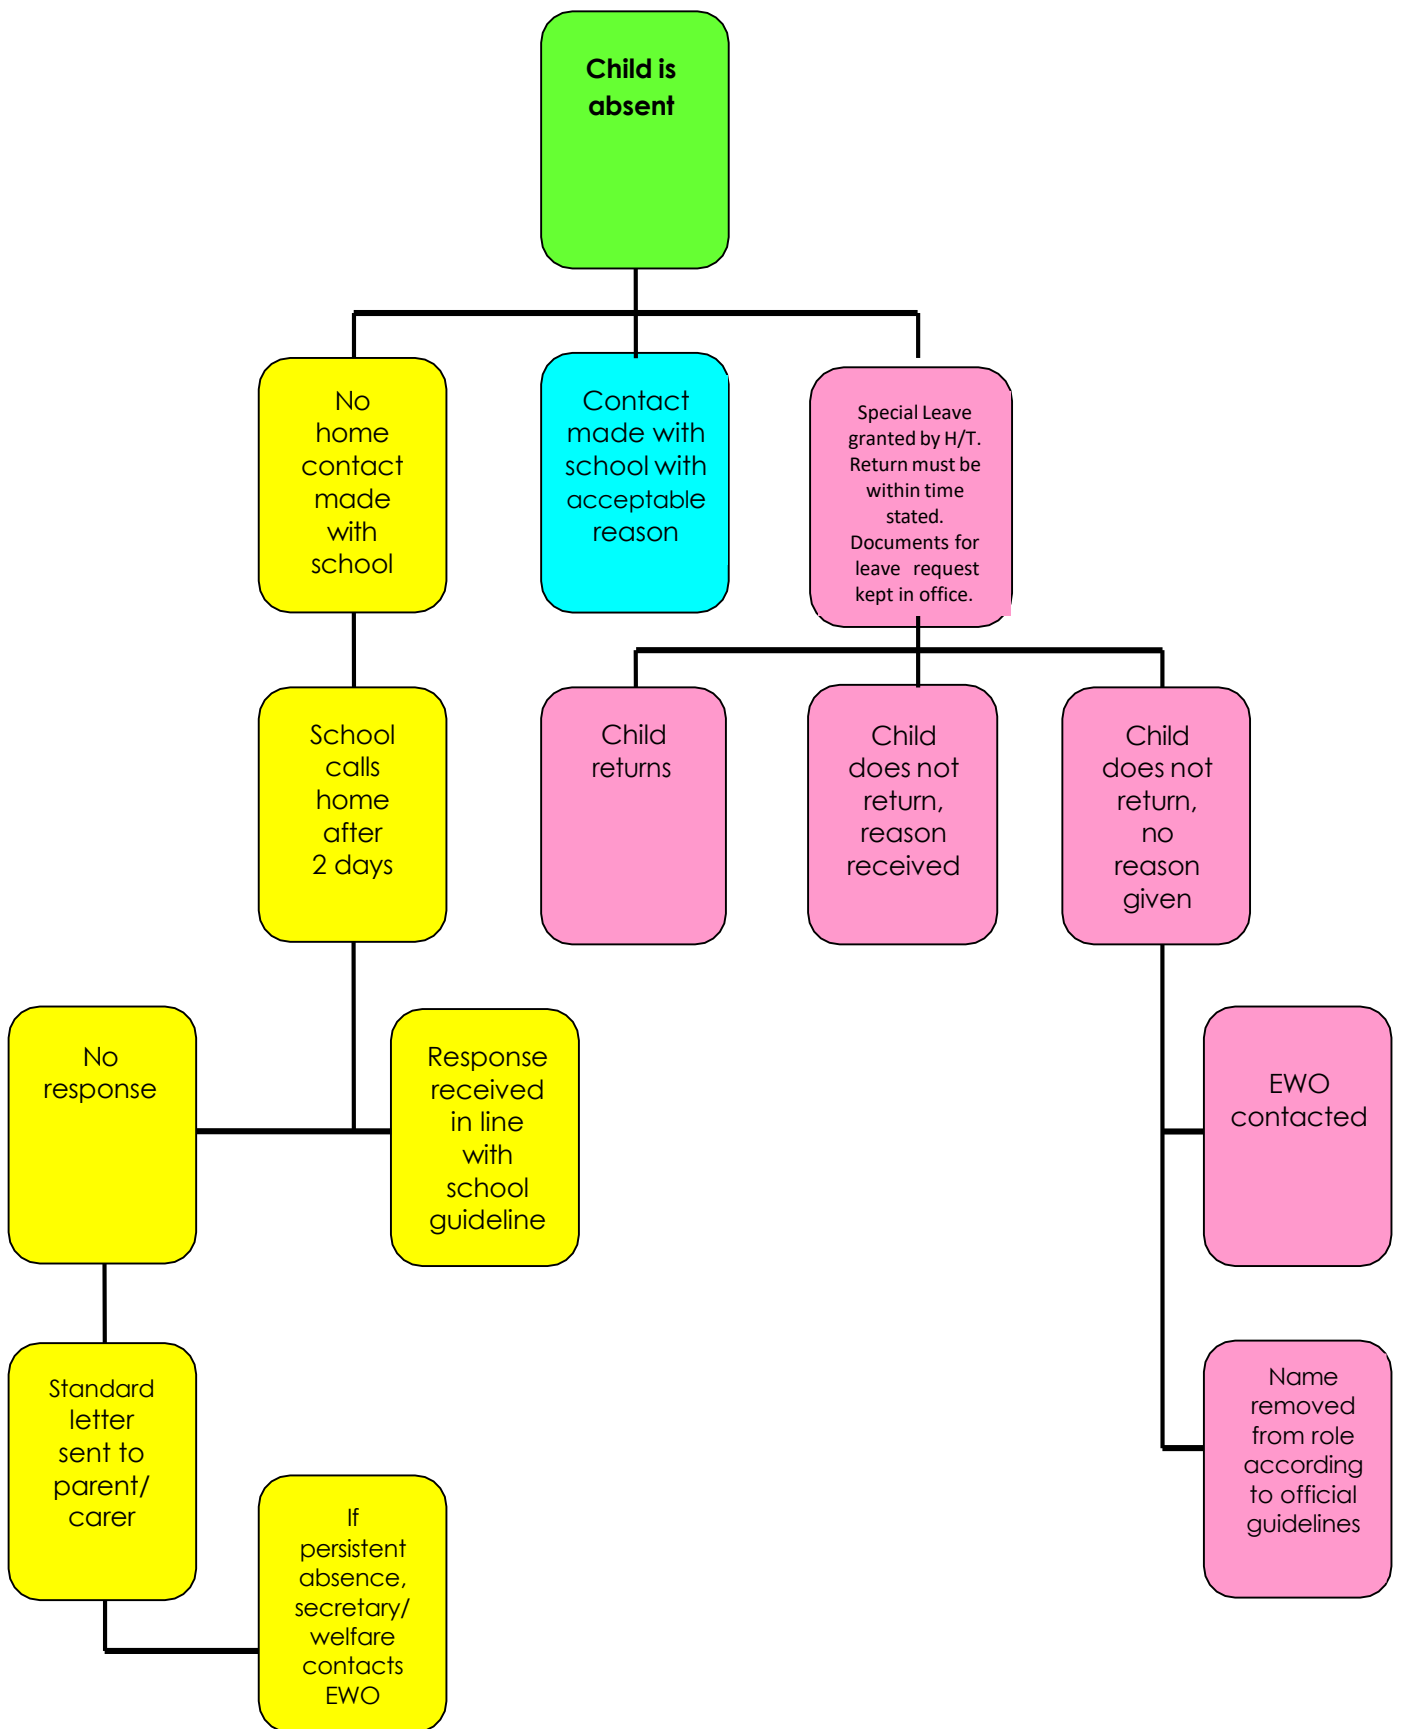 Child is
absent
No
home
contact
made
with
school
Contact
made with
school with
acceptable
reason
Special Leave
granted by H/T.
Return must be
within time
stated.
Documents for
leave request
kept in office.
School
calls
home
after
2 days
Child
returns
Child
does not
return,
reason
received
Child
does not
return,
no
reason
given
No
response
Response
received
in line
with
school
guideline
EWO
contacted
Standard
letter
sent to
parent/
carer
If
persistent
absence,
secretary/
welfare
contacts
EWO
Name
removed
from role
according
to official
guidelines